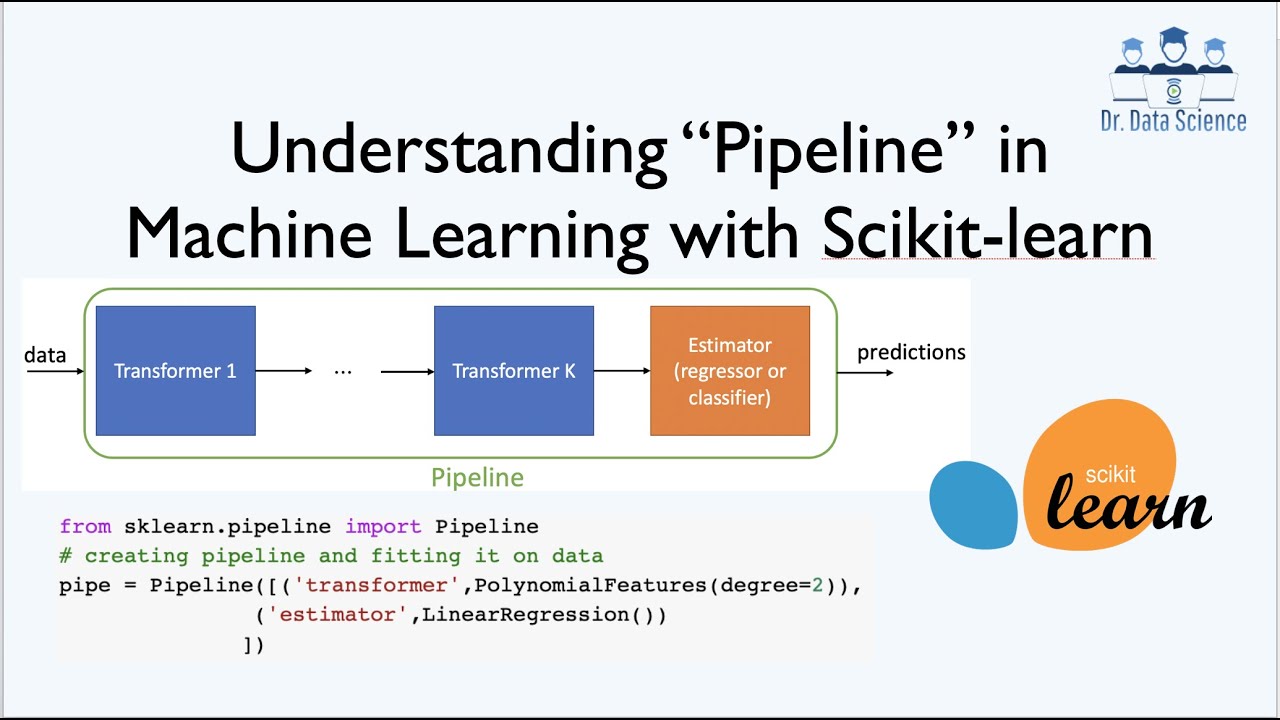 Dr. Data Science
Understanding “Pipeline” in
Machine Learning with Scikit-learn
data
Transformer 1
...
Transformer K
Estimator
(regressor or
classifier)
predictions
Pipeline
scikit
learn
from sklearn.pipeline import Pipeline
# creating pipeline and fitting it on data
pipe = Pipeline([('transformer',PolynomialFeatures(degree=2)),
('estimator',LinearRegression())
])